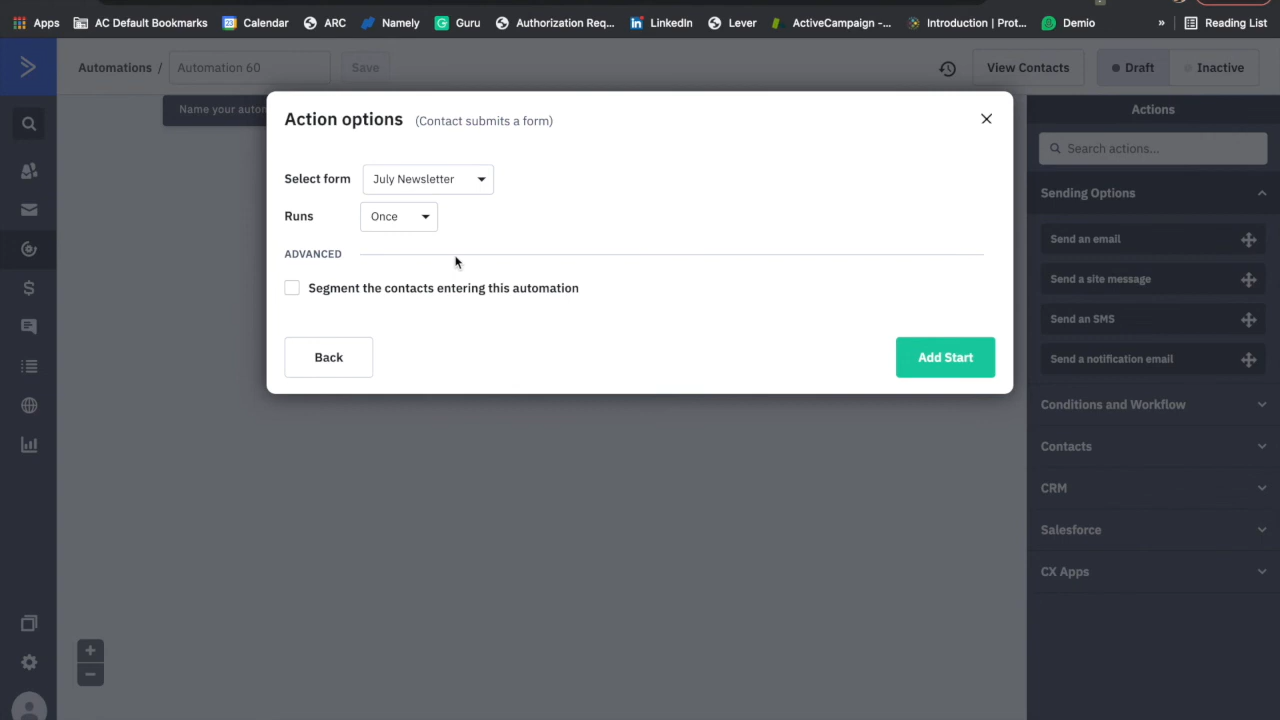 Apps
AC Default Bookmarks
Calendar
ARC
Namely
Guru
Authorization Req...
LinkedIn
Lever
ActiveCampaign -...
Introduction | Prot...
Demio
»
Reading List
Automations /
Automation 60
Save
View Contacts
Draft
Inactive
Name your autom
Actions
Search actions...
Action options (Contact submits a form)
Select form July Newsletter
Runs Once
ADVANCED
Segment the contacts entering this automation
Back
Add Start
Sending Options
Send an email
Send a site message
Send an SMS
Send a notification email
Conditions and Workflow
Contacts
CRM
Salesforce
CX Apps